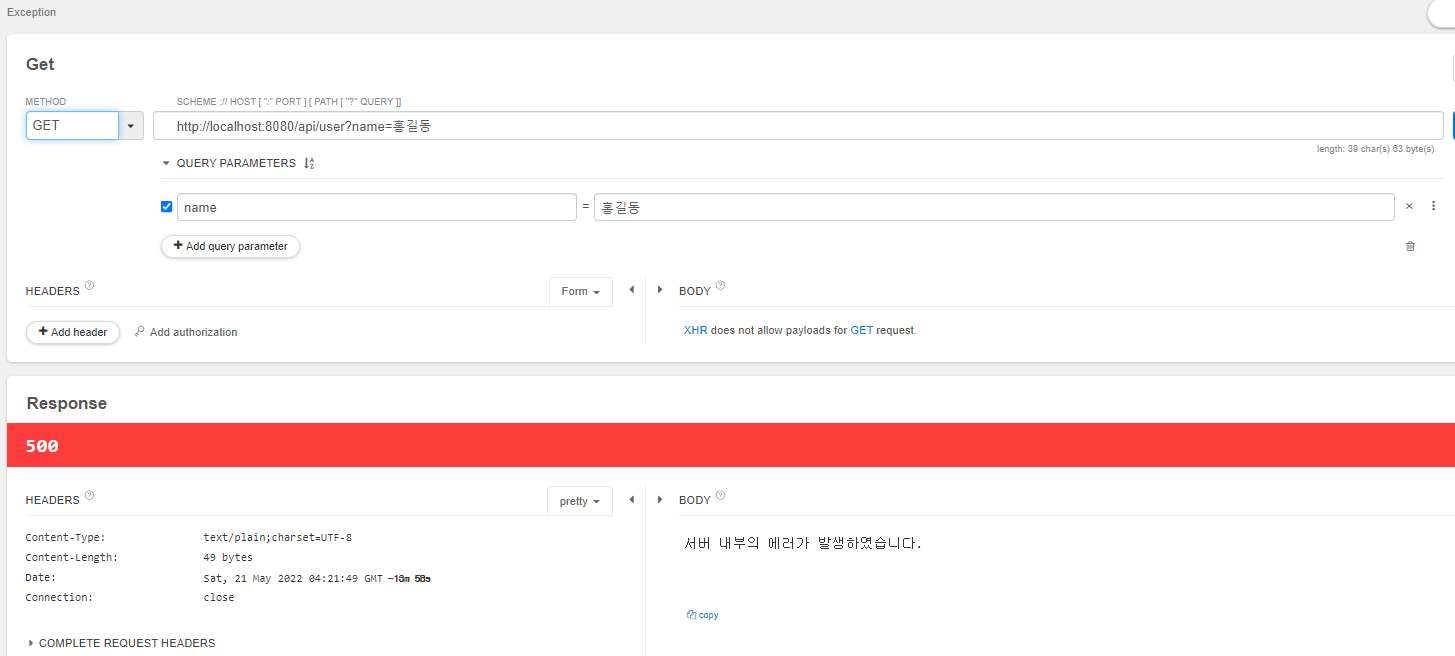 Exception
Get
METHOD
SCHEME :// HOST [ ":" PORT ] [ PATH [ "?" QUERY ]]
GET
http://localhost:8080/api/user?name=홍길동
length: 39 char(s) 63 byte(s)
QUERY PARAMETERS
name = 홍길동
+ Add query parameter
HEADERS ? Form
BODY ?
+ Add header Add authorization
XHR does not allow payloads for GET request.
Response
500
HEADERS ? pretty
BODY ?
Content-Type: text/plain;charset=UTF-8
Content-Length: 49 bytes
Date: Sat, 21 May 2022 04:21:49 GMT -13m 58s
Connection: close
서버 내부의 에러가 발생하였습니다.
copy
COMPLETE REQUEST HEADERS